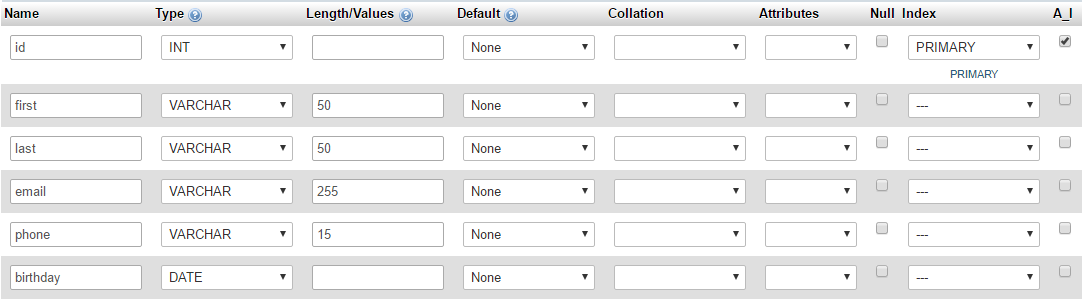 Name Type Length/Values Default Collation Attributes Null Index A_I
id INT None PRIMARY
PRIMARY
first VARCHAR 50 None ---
last VARCHAR 50 None ---
email VARCHAR 255 None ---
phone VARCHAR 15 None ---
birthday DATE None ---